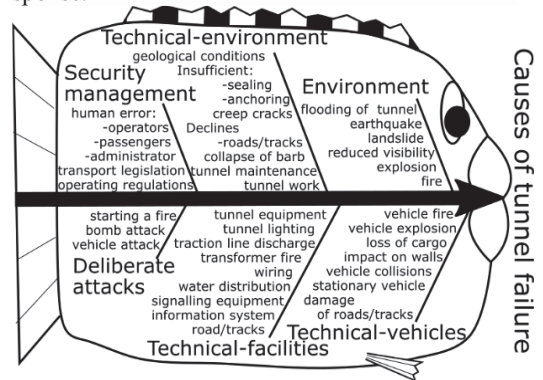 Technical-environment
geological conditions
Insufficient:
-sealing
-anchoring
creep cracks
Declines
-roads/tracks
collapse of barb
tunnel maintenance
tunnel work
Security
management
human error:
-operators
-passengers
-administrator
transport legislation
operating regulations
Environment
flooding of tunnel
earthquake
landslide
reduced visibility
explosion
fire
starting a fire
bomb attack
vehicle attack
Deliberate
attacks
tunnel equipment
tunnel lighting
traction line discharge
transformer fire
wiring
water distribution
signalling equipment
information system
road/tracks
Technical-facilities
vehicle fire
vehicle explosion
loss of cargo
impact on walls
vehicle collisions
stationary vehicle
damage
of roads/tracks
Technical-vehicles
Causes of tunnel failure